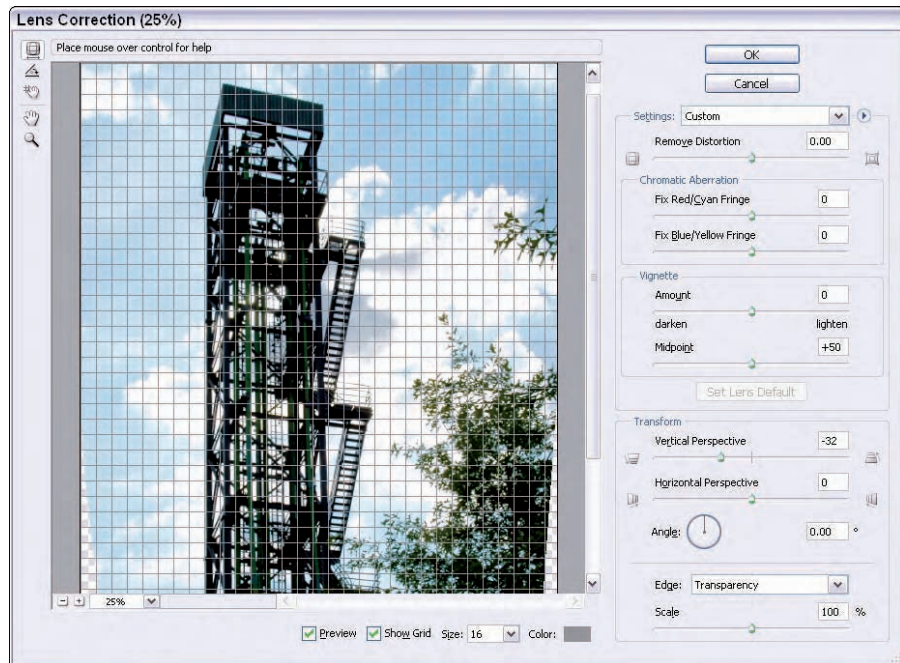 Lens Correction (25%)
Place mouse over control for help
OK
Cancel
Settings: Custom
Remove Distortion 0.00
Chromatic Aberration
Fix Red/Cyan Fringe 0
Fix Blue/Yellow Fringe 0
Vignette
Amount 0
darken lighten
Midpoint +50
Set Lens Default
Transform
Vertical Perspective -32
Horizontal Perspective 0
Angle: 0.00 °
Edge: Transparency
Scale 100 %
25%
Preview Show Grid Size: 16 Color: